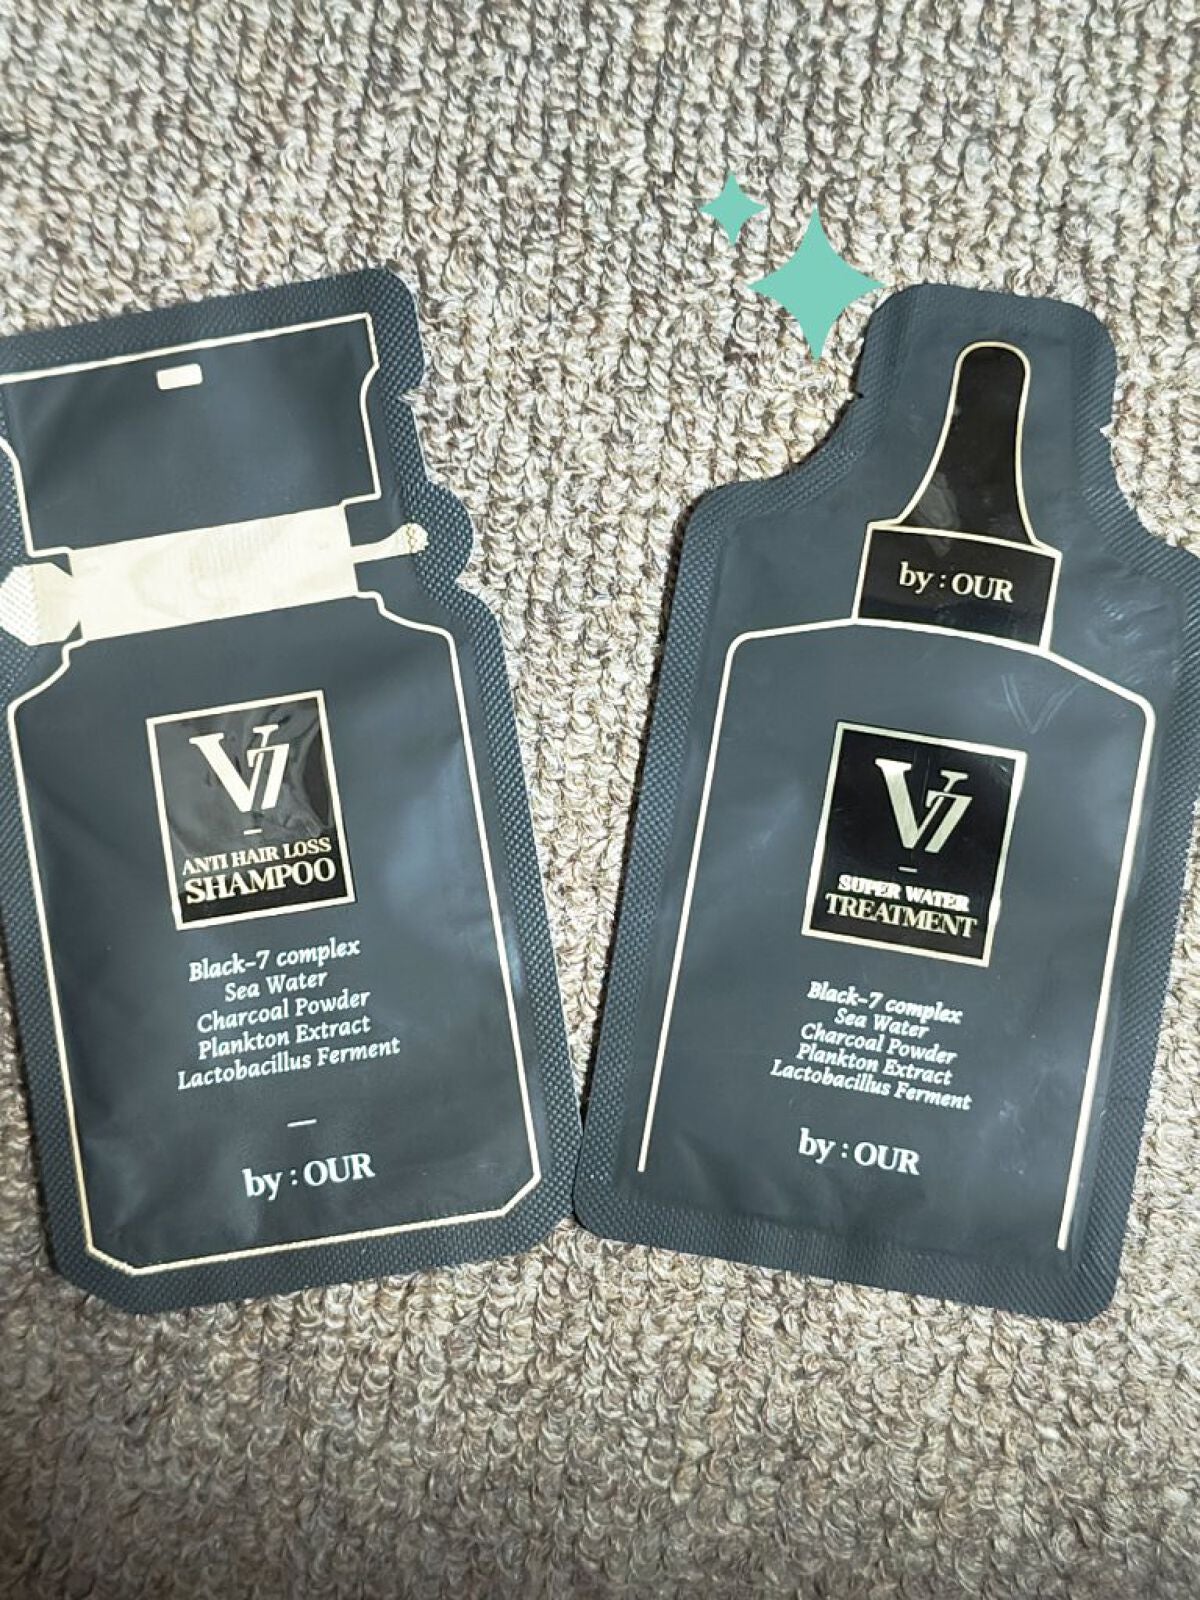 V7
ANTI HAIR LOSS
SHAMPOO
Black-7 complex
Sea Water
Charcoal Powder
Plankton Extract
Lactobacillus Ferment
by : OUR
by : OUR
V7
SUPER WATER
TREATMENT
Black-7 complex
Sea Water
Charcoal Powder
Plankton Extract
Lactobacillus Ferment
by : OUR